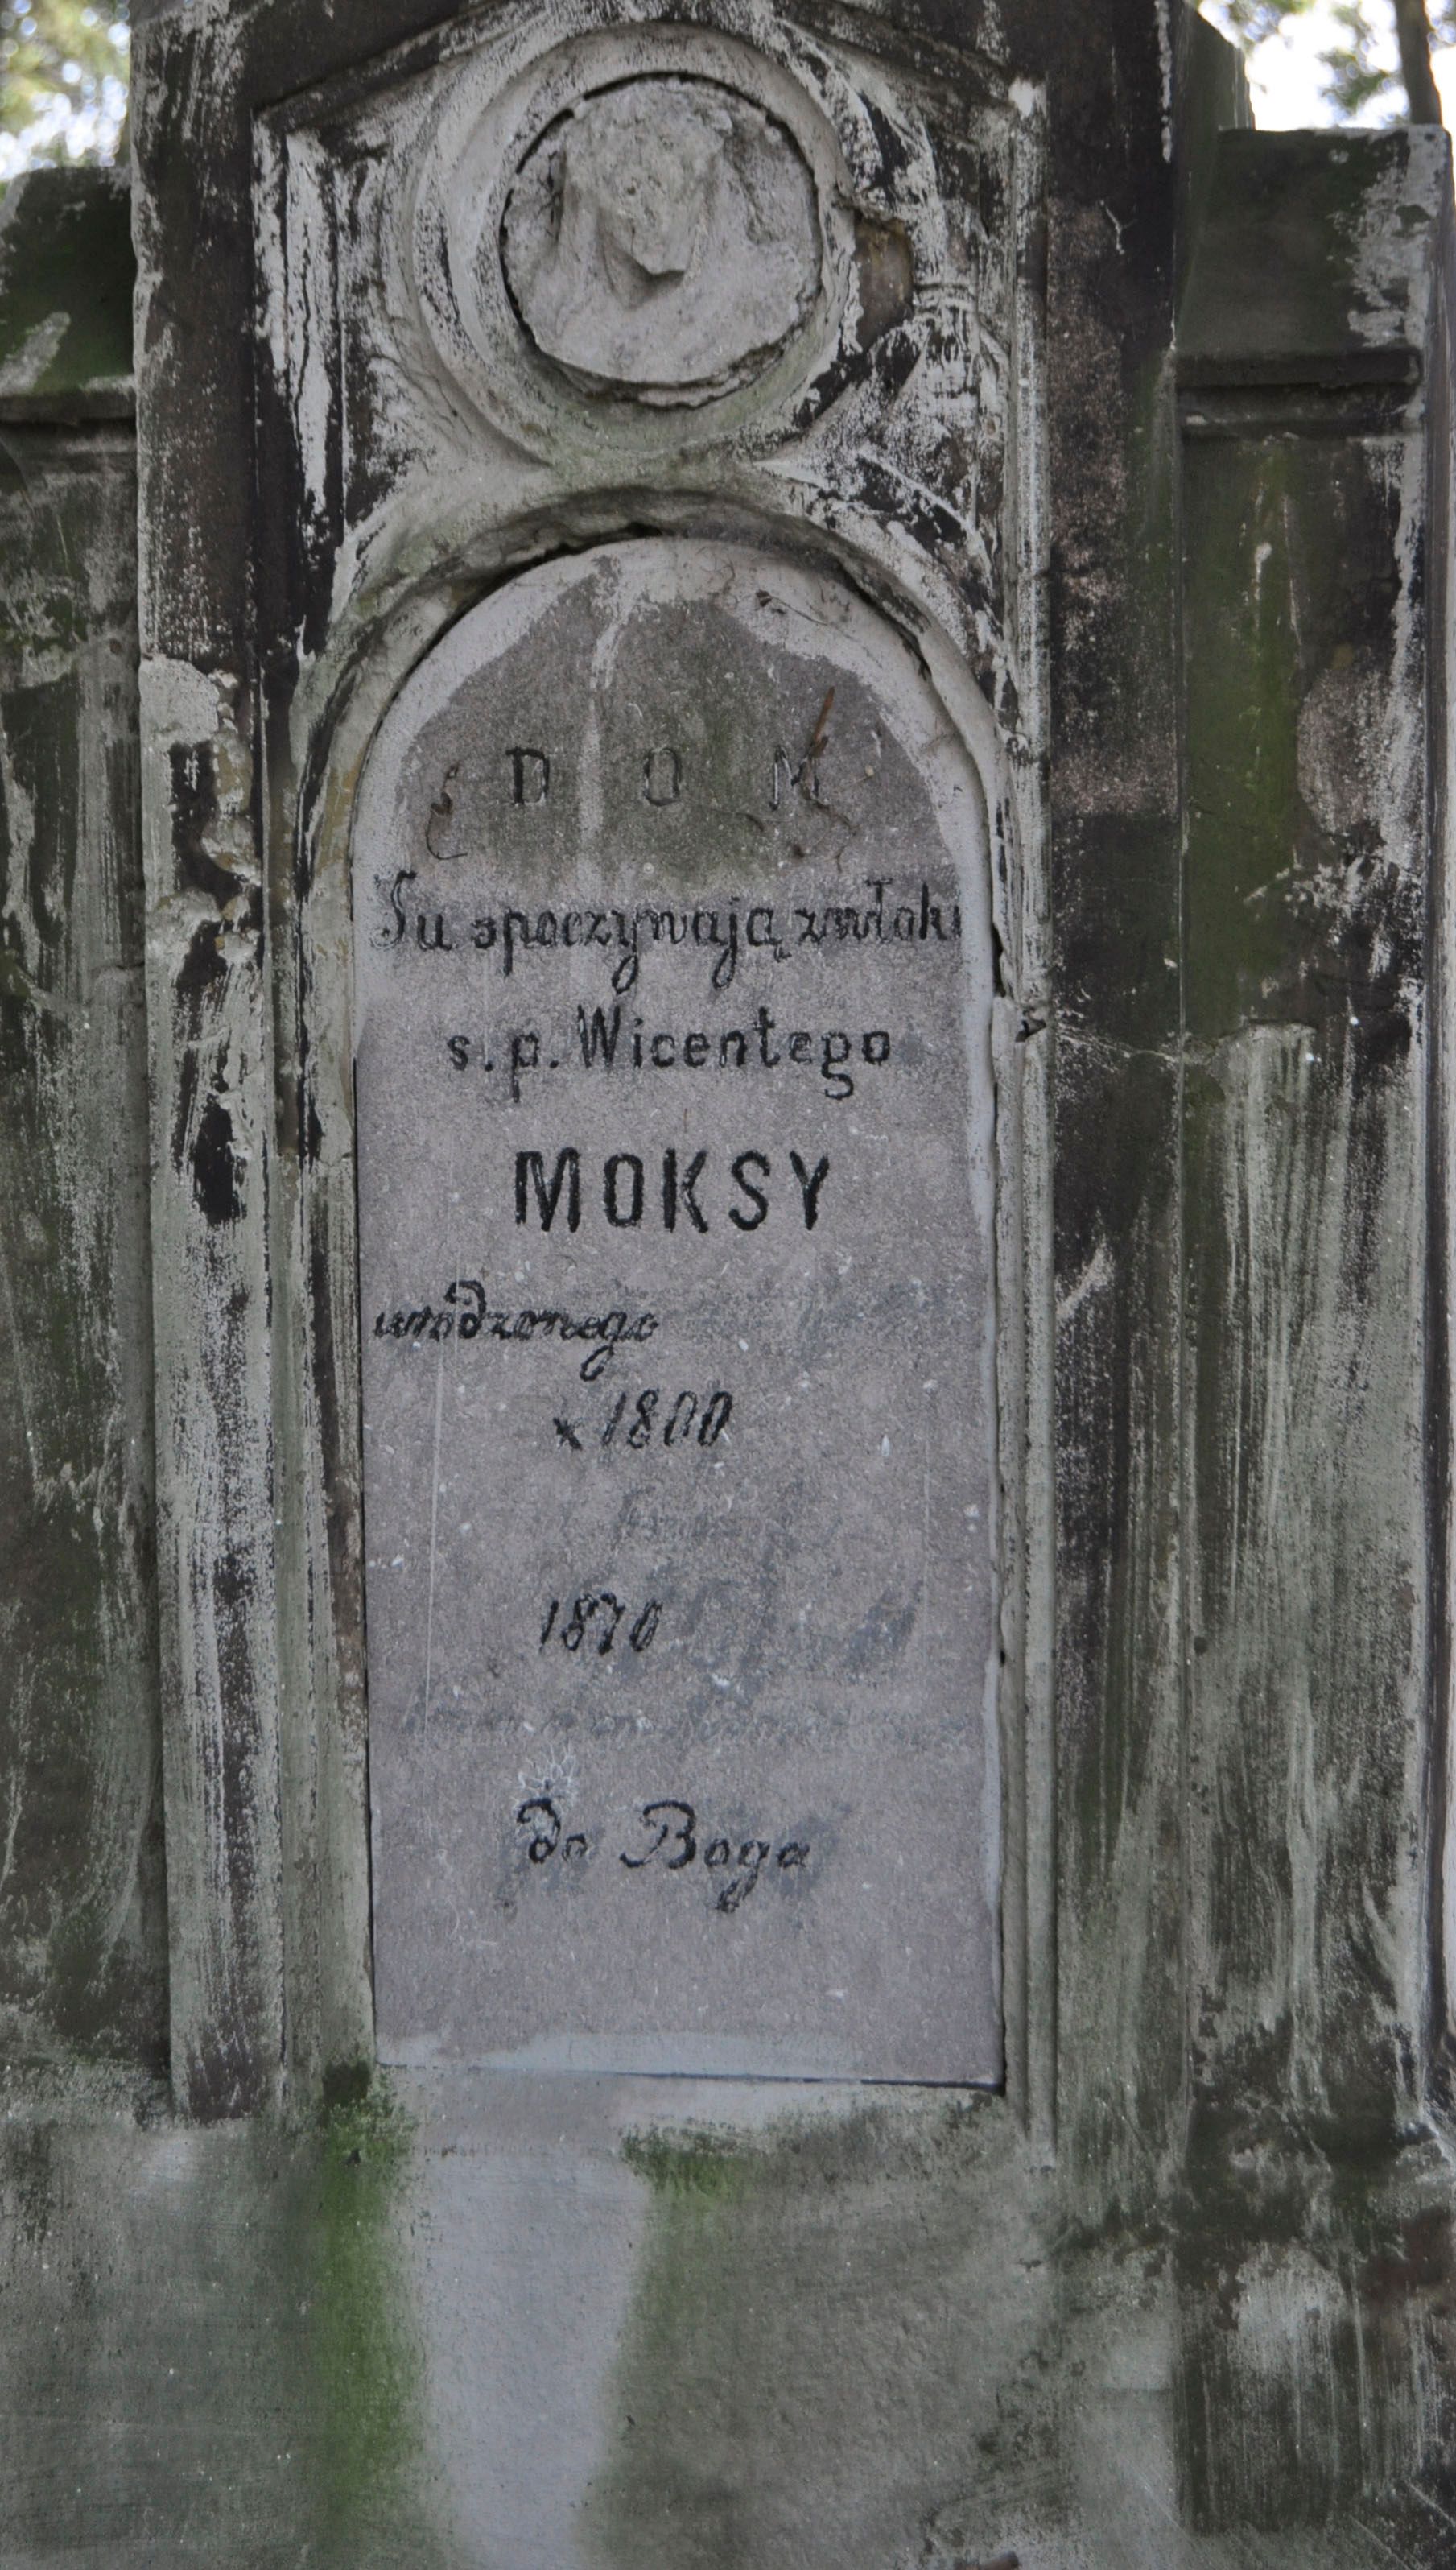 D O M
Tu spoczywają zwłoki
s. p. Wicentego
MOKSY
urodzonego
x 1800
1870
do Boga